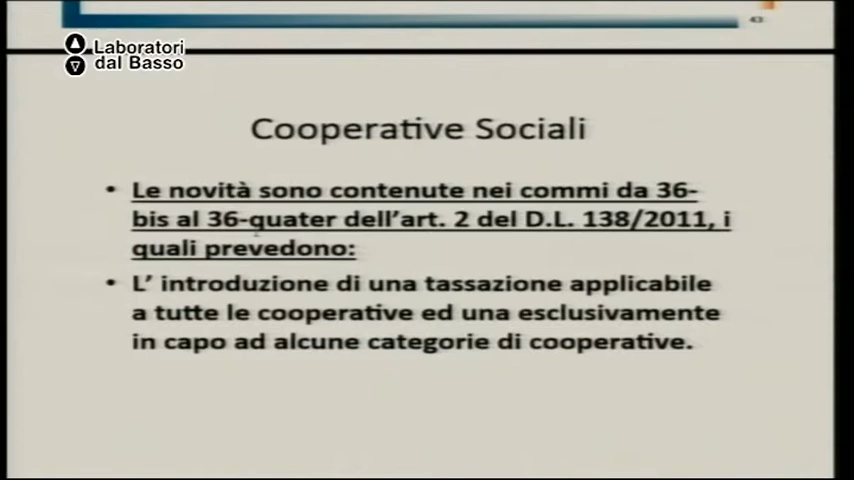 43
Laboratori
dal Basso
Cooperative Sociali
• Le novità sono contenute nei commi da 36-
bis al 36-quater dell’art. 2 del D.L. 138/2011, i
quali prevedono:
• L’ introduzione di una tassazione applicabile
a tutte le cooperative ed una esclusivamente
in capo ad alcune categorie di cooperative.